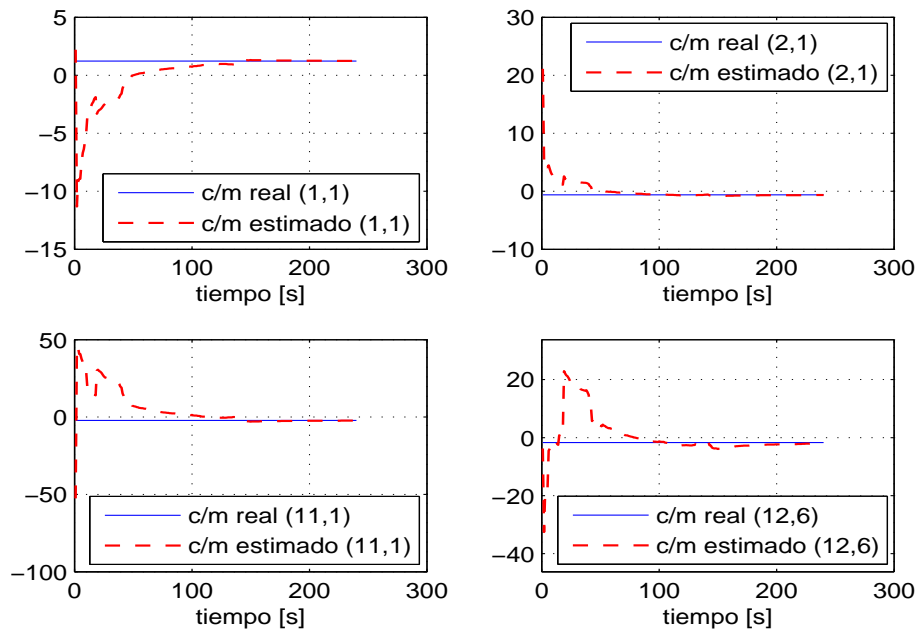 5
0
−5
−10
−15
0
100
200
300
tiempo [s]
c/m real (1,1)
c/m estimado (1,1)
30
20
10
0
−10
0
100
200
300
tiempo [s]
c/m real (2,1)
c/m estimado (2,1)
50
0
−50
−100
0
100
200
300
tiempo [s]
c/m real (11,1)
c/m estimado (11,1)
20
0
−20
−40
0
100
200
300
tiempo [s]
c/m real (12,6)
c/m estimado (12,6)